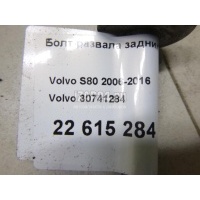 Болт развала задний
Volvo S80 2006-2016
Volvo 30741284
22 615 284